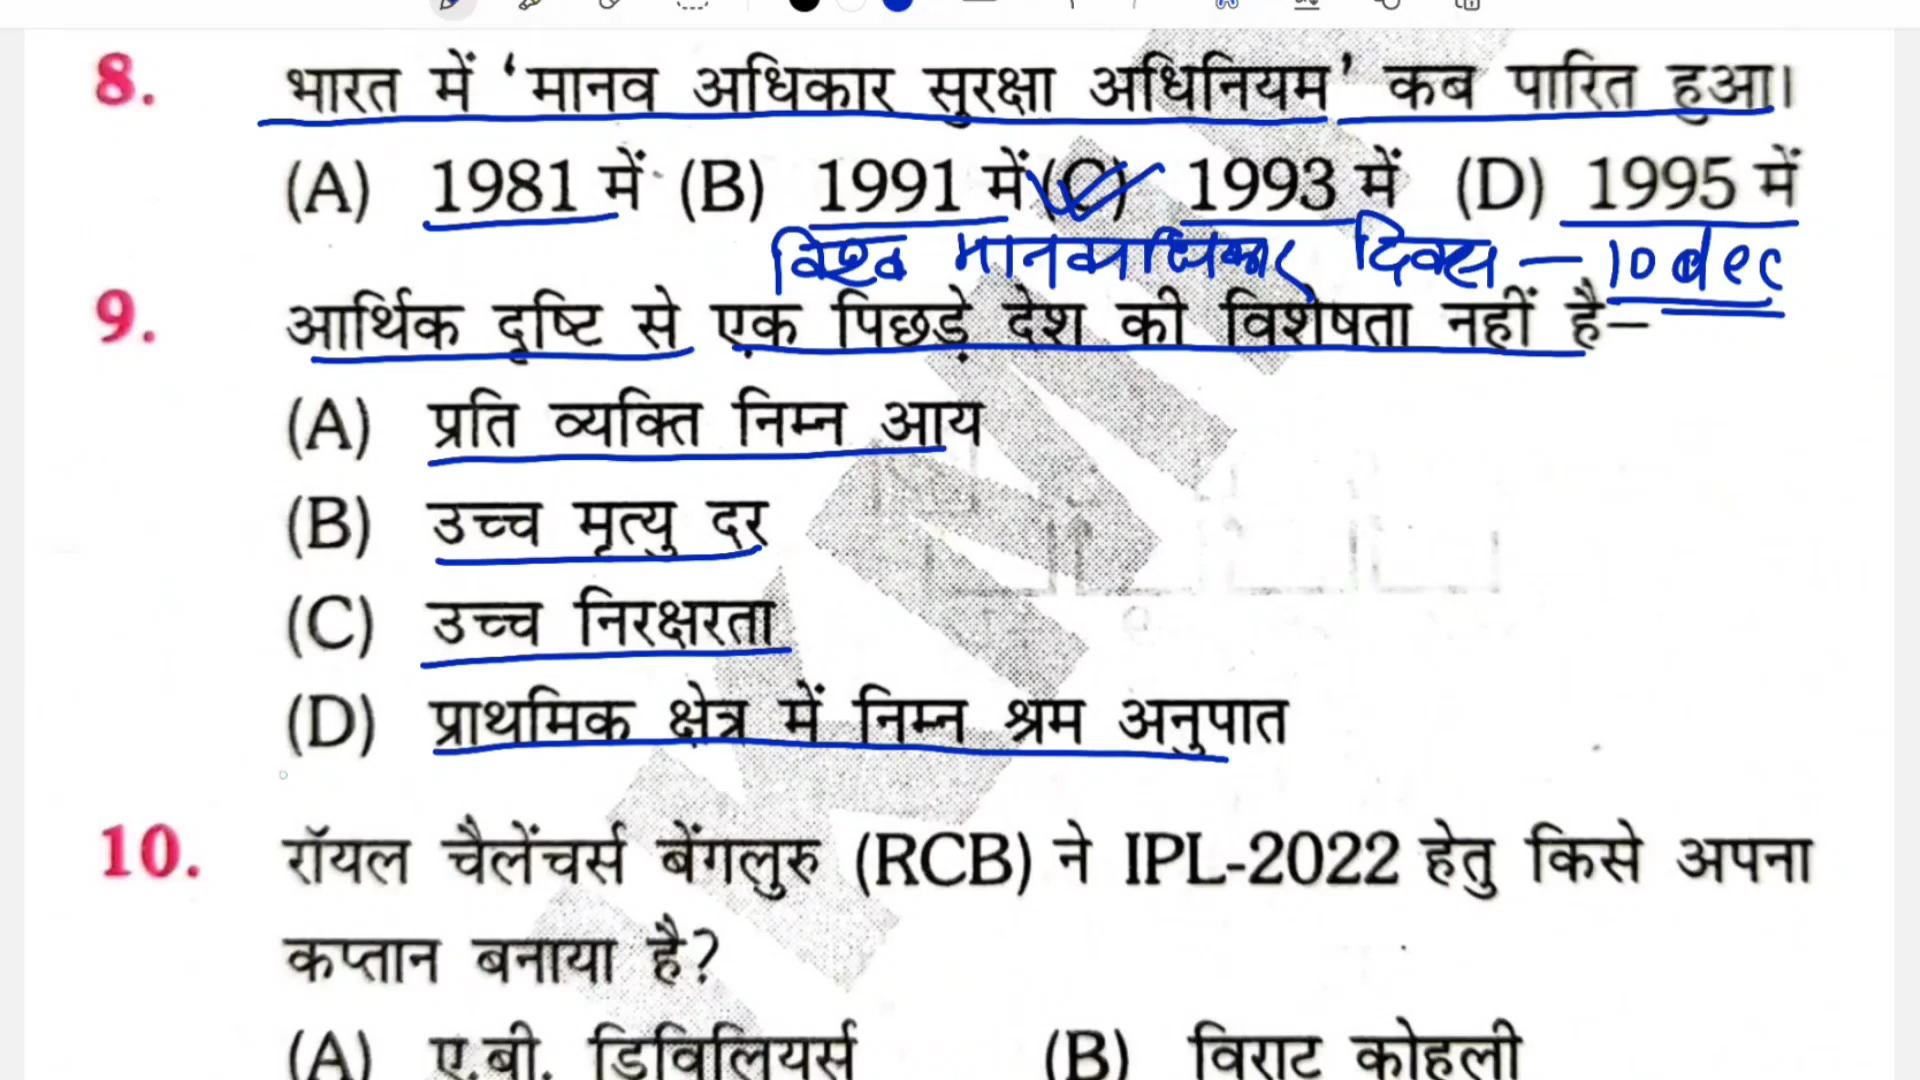 8. भारत में ‘मानव अधिकार सुरक्षा अधिनियम’ कब पारित हुआ।
(A) 1981 में (B) 1991 में (C) 1993 में (D) 1995 में
विश्व मानवाधिकार दिवस – 10 dec
9. आर्थिक दृष्टि से एक पिछड़े देश की विशेषता नहीं है–
(A) प्रति व्यक्ति निम्न आय
(B) उच्च मृत्यु दर
(C) उच्च निरक्षरता
(D) प्राथमिक क्षेत्र में निम्न श्रम अनुपात
10. रॉयल चैलेंचर्स बेंगलुरु (RCB) ने IPL-2022 हेतु किसे अपना
कप्तान बनाया है?
(A) ए.बी. डिविलियर्स (B) विराट कोहली